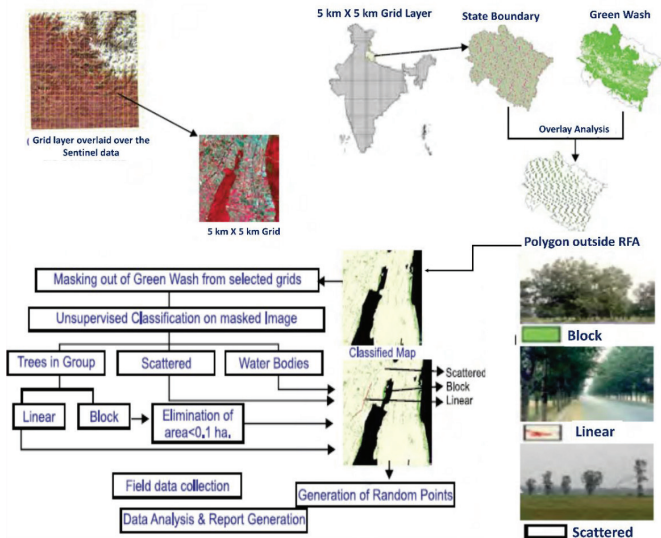 5 km X 5 km Grid Layer
State Boundary
Green Wash
( Grid layer overlaid over the
Sentinel data
5 km X 5 km Grid
Overlay Analysis
Polygon outside RFA
Masking out of Green Wash from selected grids
Unsupervised Classification on masked Image
Trees in Group
Scattered
Water Bodies
Linear
Block
Elimination of
area<0.1 ha,
Classified Map
Scattered
Block
Linear
Field data collection
Generation of Random Points
Data Analysis & Report Generation
Block
Linear
Scattered